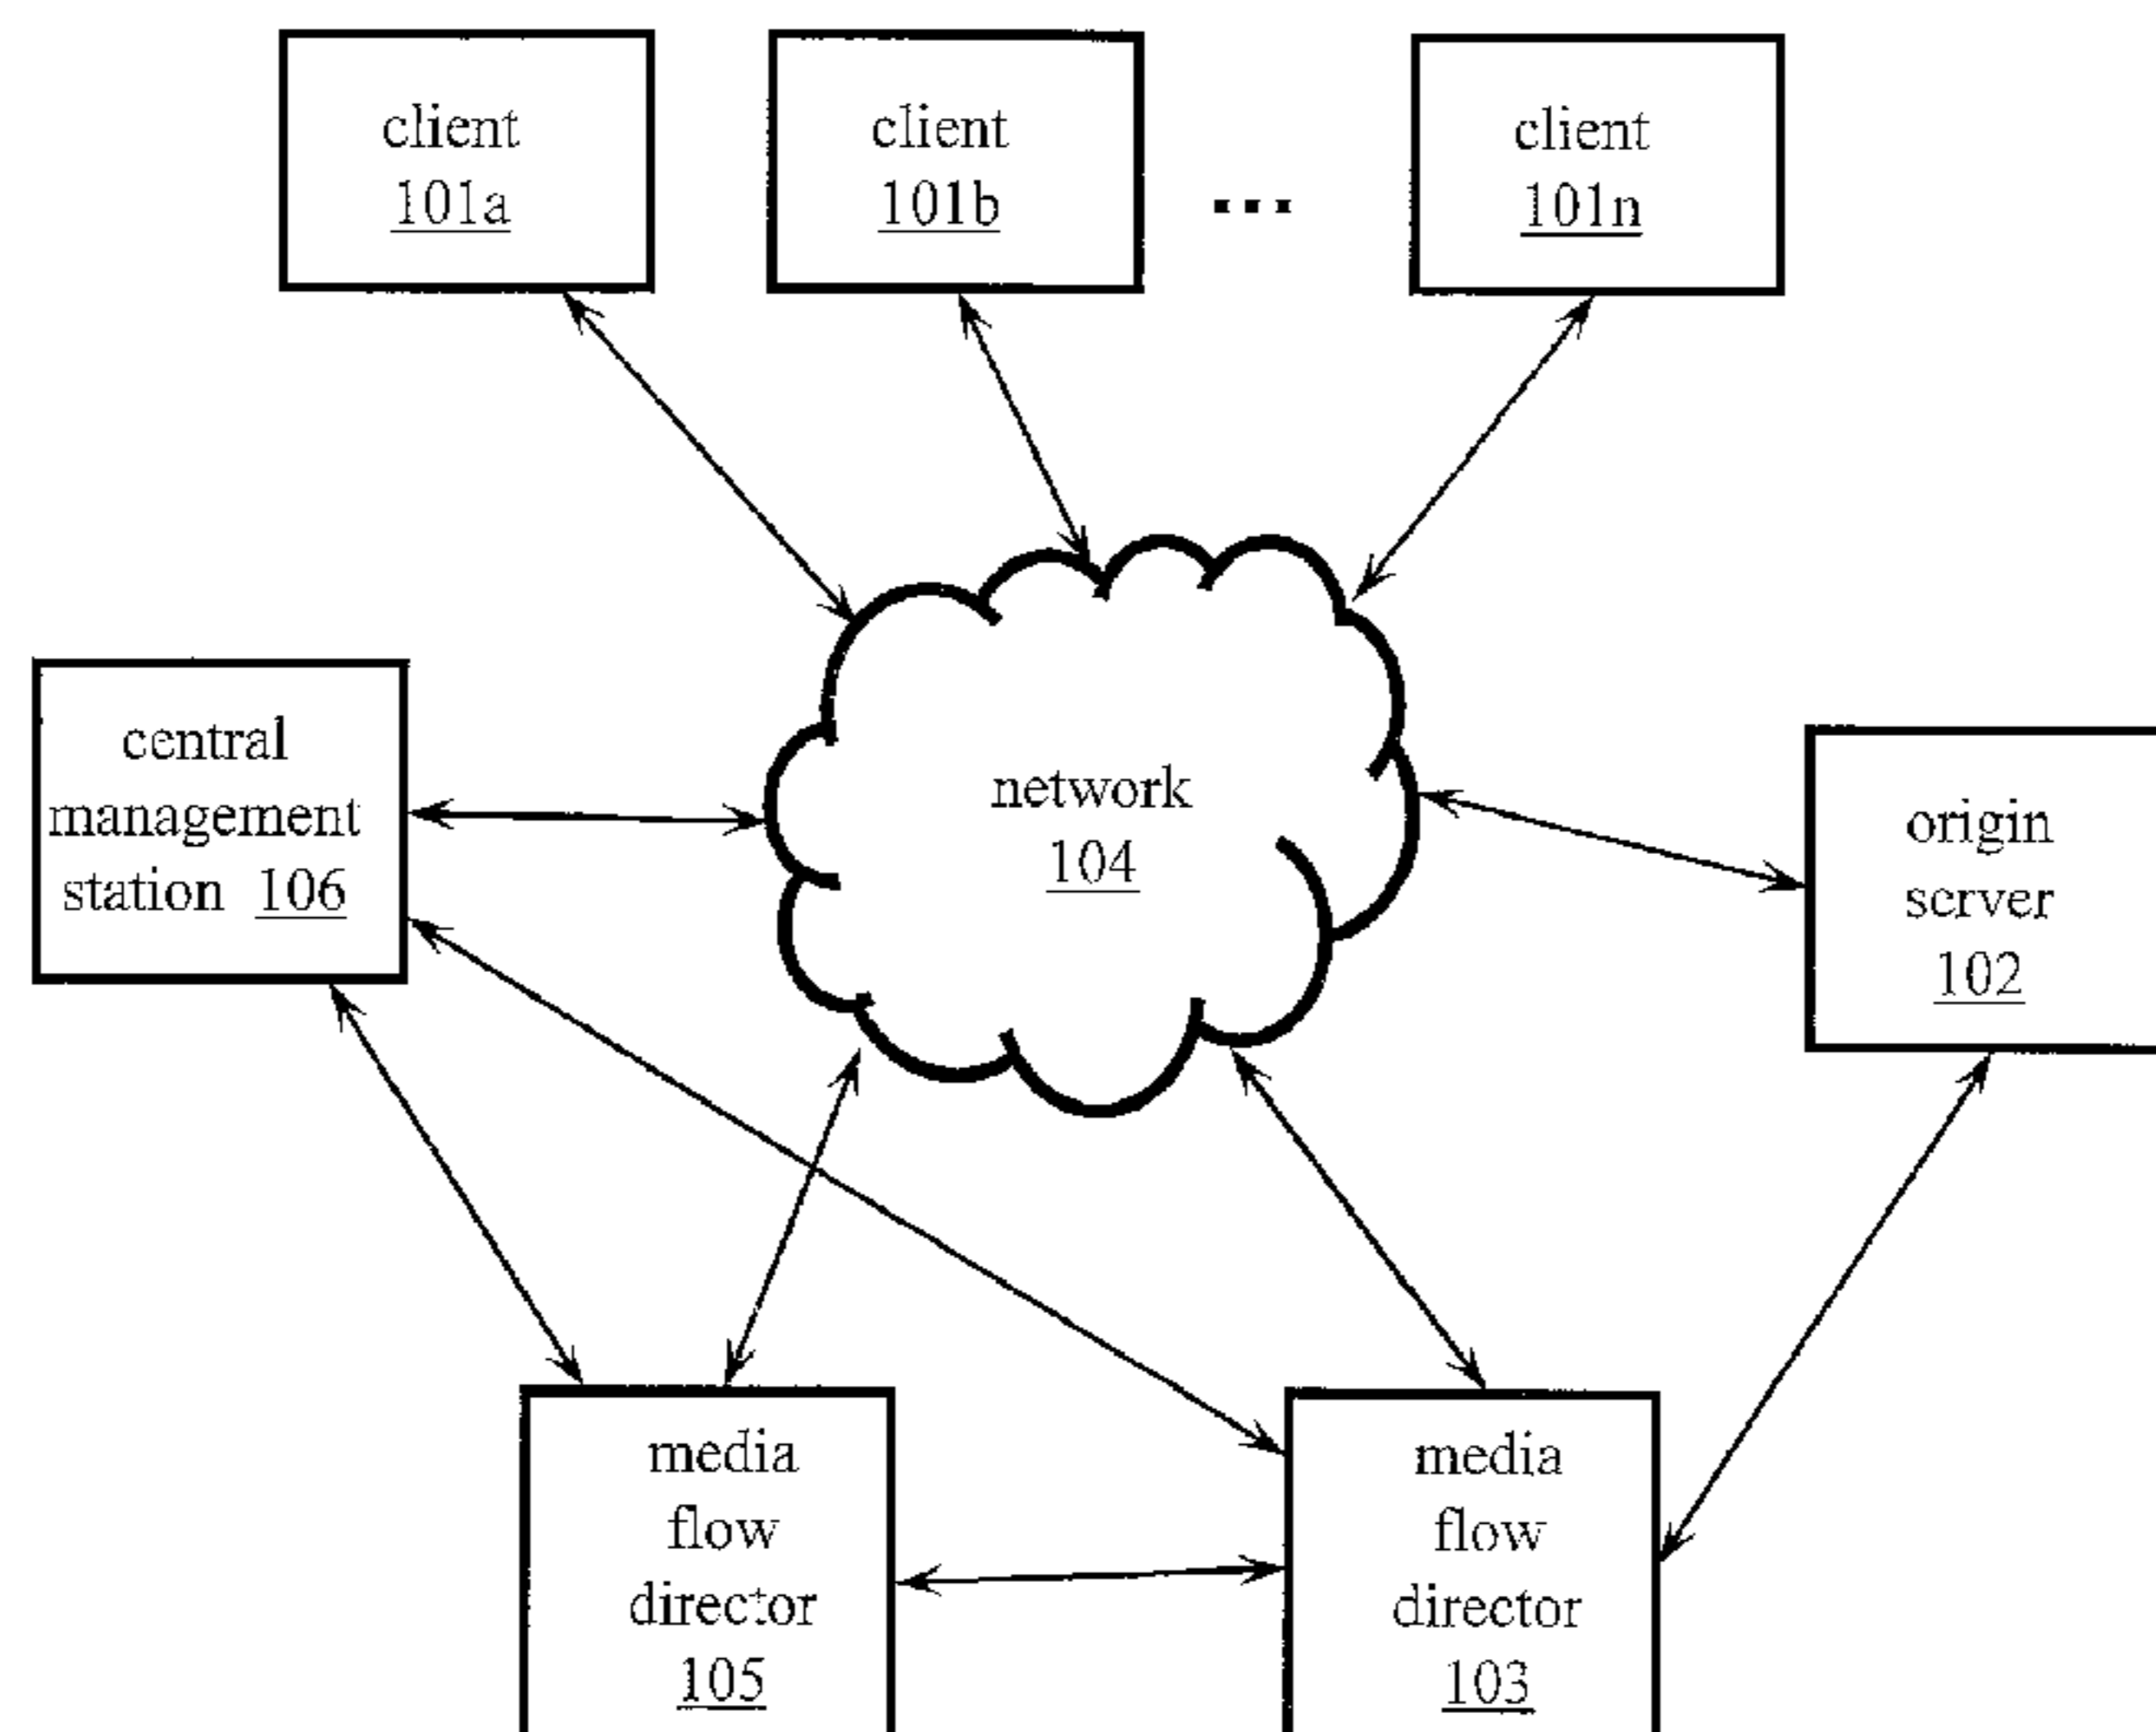 client
101a
client
101b
...
client
101n
central
management
station 106
network
104
origin
server
102
media
flow
director
105
media
flow
director
103